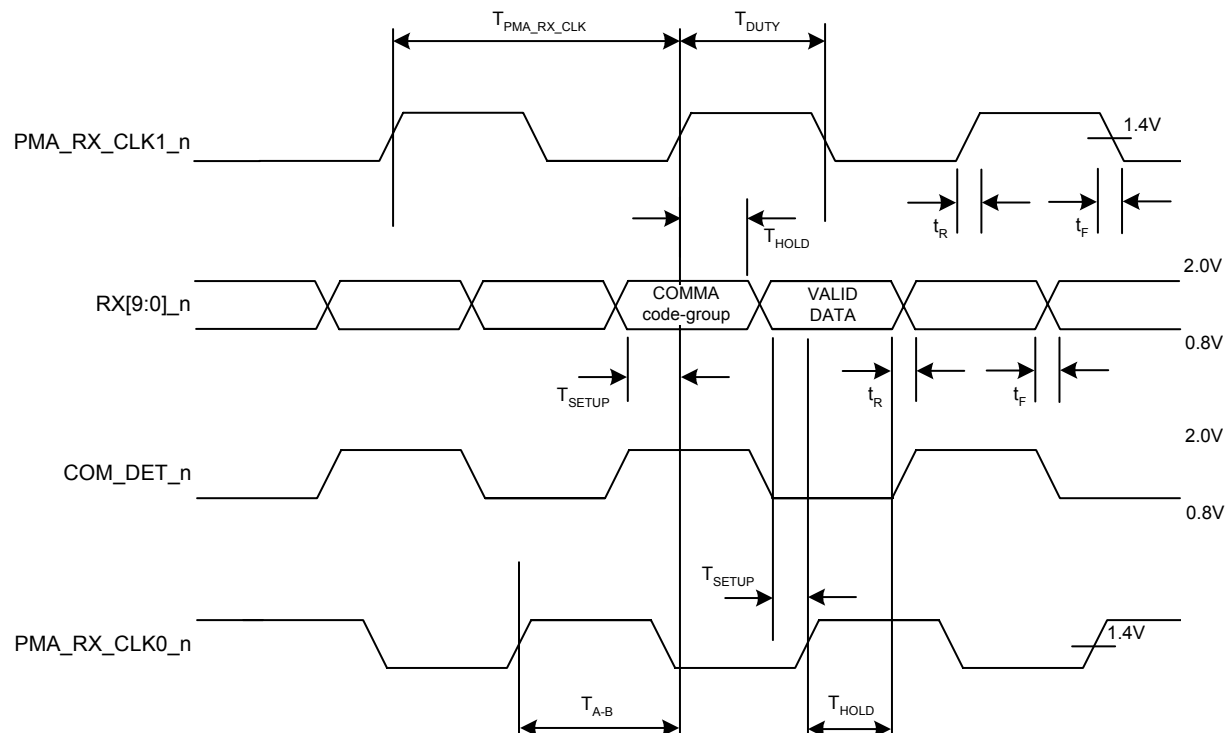 T_PMA_RX_CLK
T_DUTY
PMA_RX_CLK1_n
1.4V
T_HOLD
t_R
t_F
RX[9:0]_n
COMMA
code-group
VALID
DATA
2.0V
0.8V
T_SETUP
t_R
t_F
COM_DET_n
2.0V
0.8V
T_SETUP
PMA_RX_CLK0_n
1.4V
T_A-B
T_HOLD